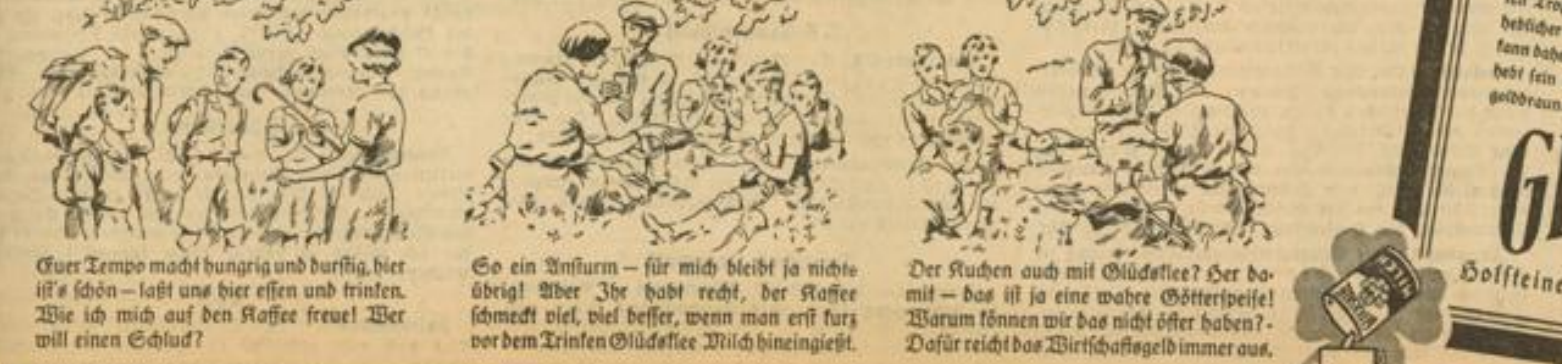 Euer Tempo macht hungrig und durstig, hier
ist's schön – laßt uns hier essen und trinken.
Wie ich mich auf den Kaffee freue! Wer
will einen Schluck?
So ein Ansturm – für mich bleibt ja nichts
übrig! Aber Ihr habt recht, der Kaffee
schmeckt viel, viel besser, wenn man erst kurz
vor dem Trinken Glücksklee Milch hineingießt.
Der Kuchen auch mit Glücksklee? Her da-
mit – das ist ja eine wahre Götterspeise!
Warum können wir das nicht öfter haben? -
Dafür reicht das Wirtschaftsgeld immer aus.
heblicher
kann dahe
hebt sein
goldbraun
Holsteine